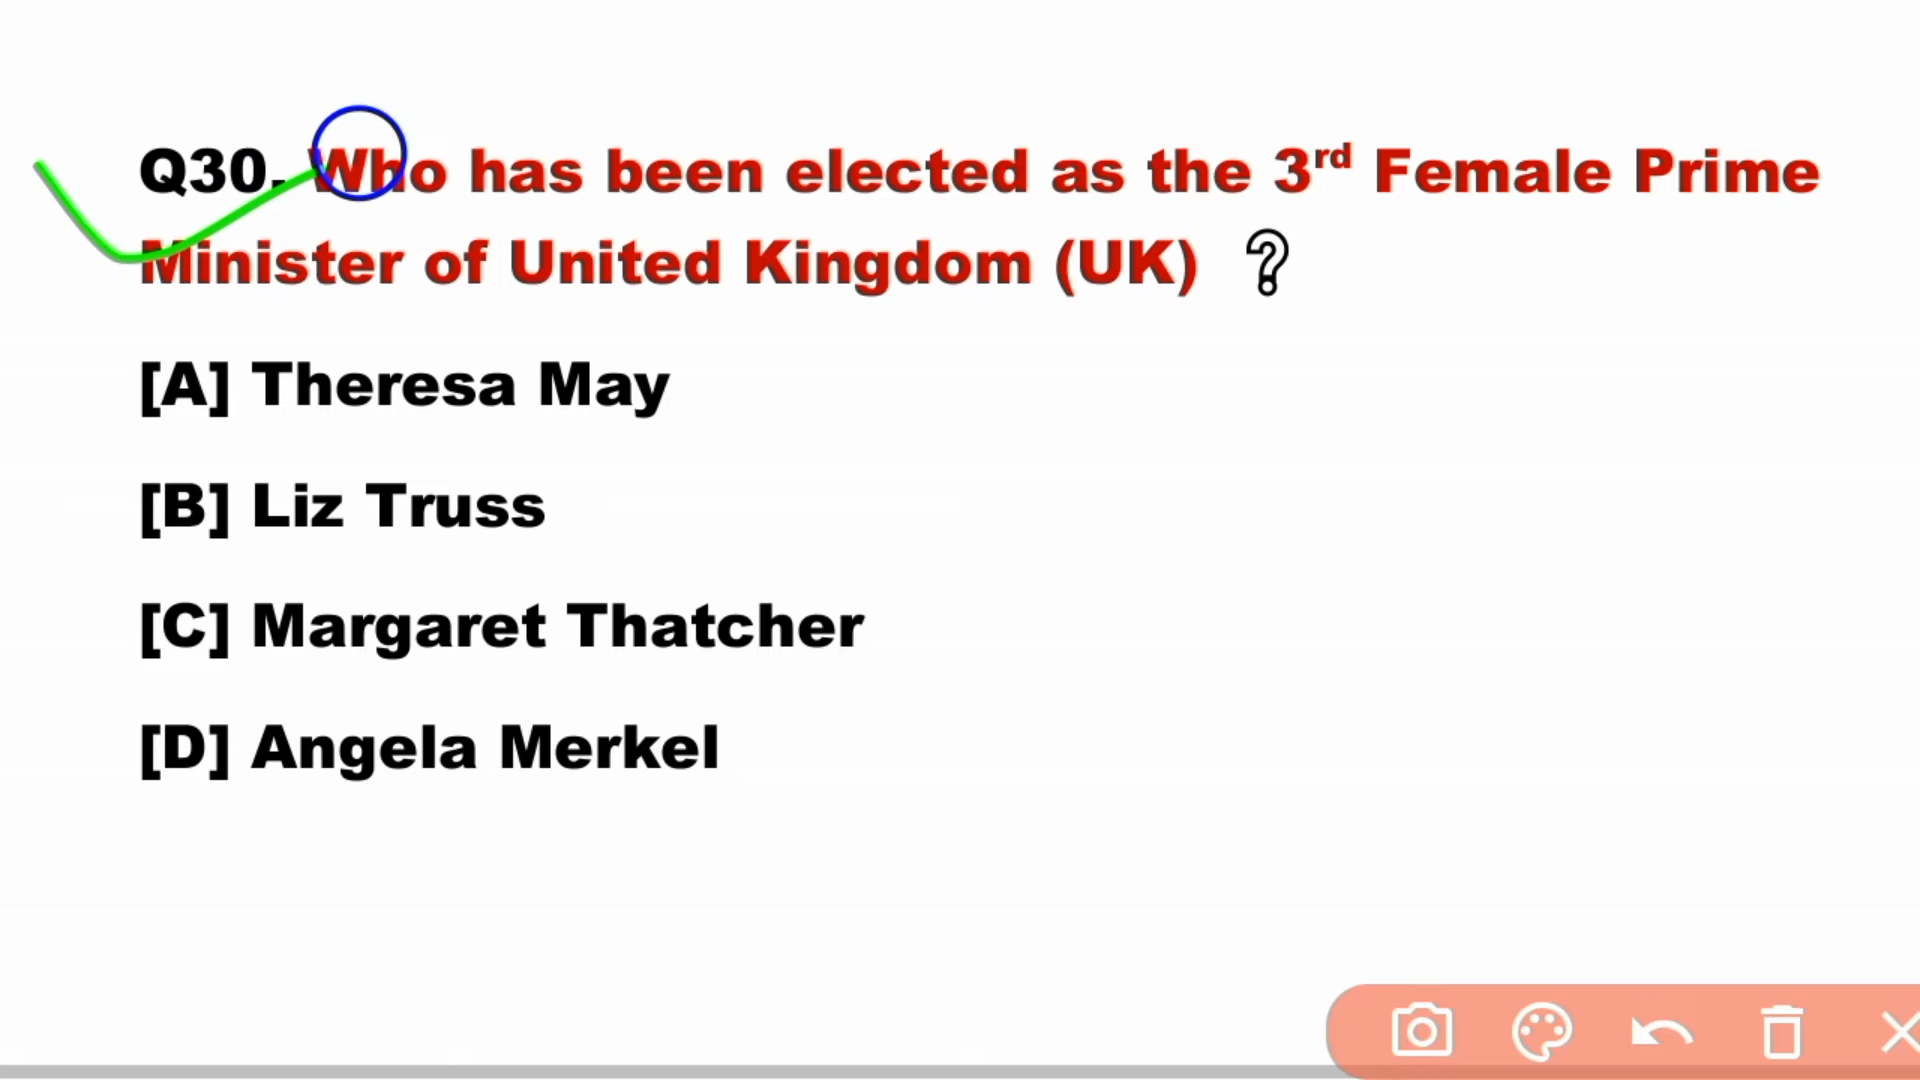 Q30. Who has been elected as the 3rd Female Prime
Minister of United Kingdom (UK) ?
[A] Theresa May
[B] Liz Truss
[C] Margaret Thatcher
[D] Angela Merkel